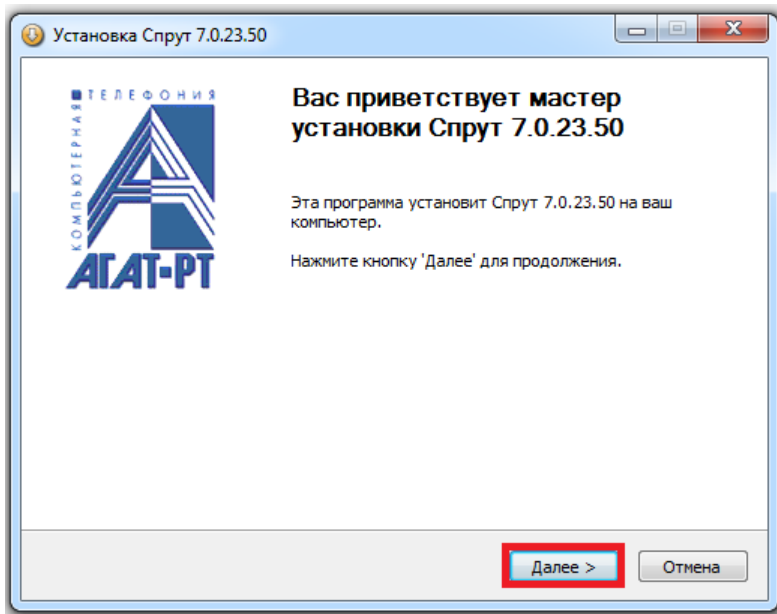 Установка Спрут 7.0.23.50
ТЕЛЕФОНИЯ
КОМПЬЮТЕРНАЯ
АГАТ-РТ
Вас приветствует мастер
установки Спрут 7.0.23.50
Эта программа установит Спрут 7.0.23.50 на ваш
компьютер.
Нажмите кнопку 'Далее' для продолжения.
Далее >
Отмена